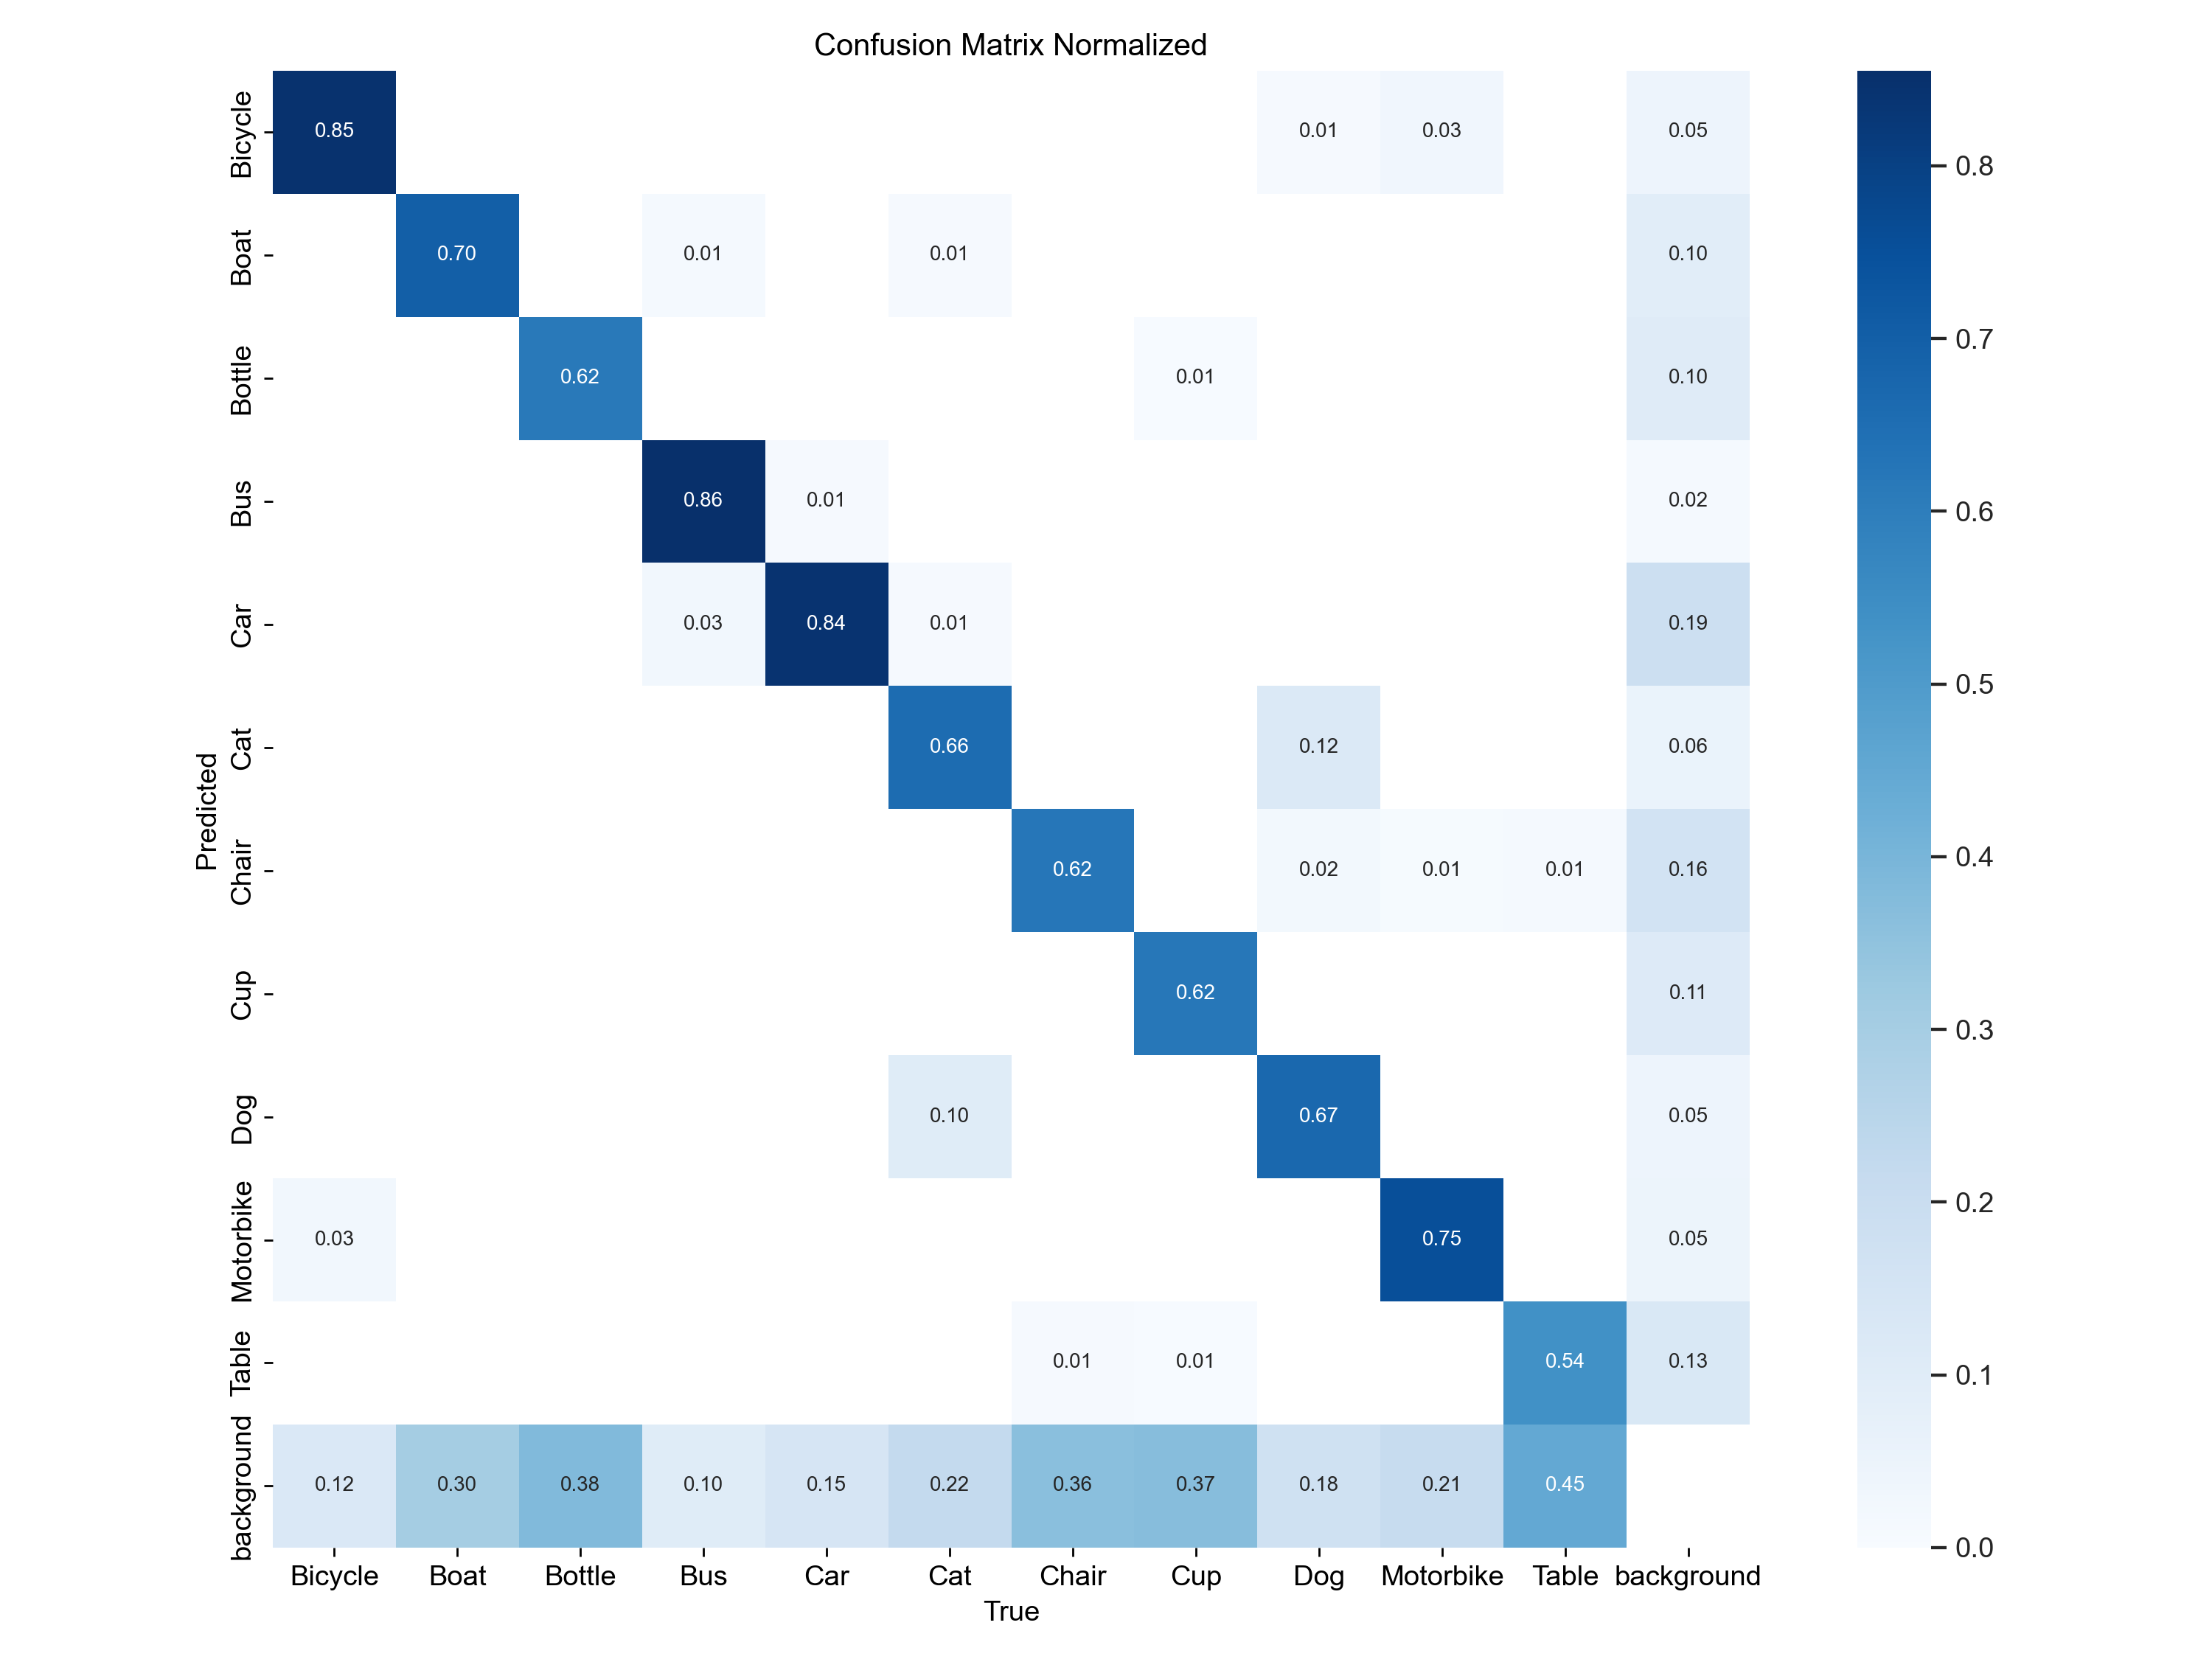 Confusion Matrix Normalized
Bicycle 0.85 0.01 0.03 0.05
Boat 0.70 0.01 0.01 0.10
Bottle 0.62 0.01 0.10
Bus 0.86 0.01 0.02
Car 0.03 0.84 0.01 0.19
Cat 0.66 0.12 0.06
Chair 0.62 0.02 0.01 0.01 0.16
Cup 0.62 0.11
Dog 0.10 0.67 0.05
Motorbike 0.03 0.75 0.05
Table 0.01 0.01 0.54 0.13
background 0.12 0.30 0.38 0.10 0.15 0.22 0.36 0.37 0.18 0.21 0.45
Bicycle Boat Bottle Bus Car Cat Chair Cup Dog Motorbike Table background
True
Predicted
0.8
0.7
0.6
0.5
0.4
0.3
0.2
0.1
0.0